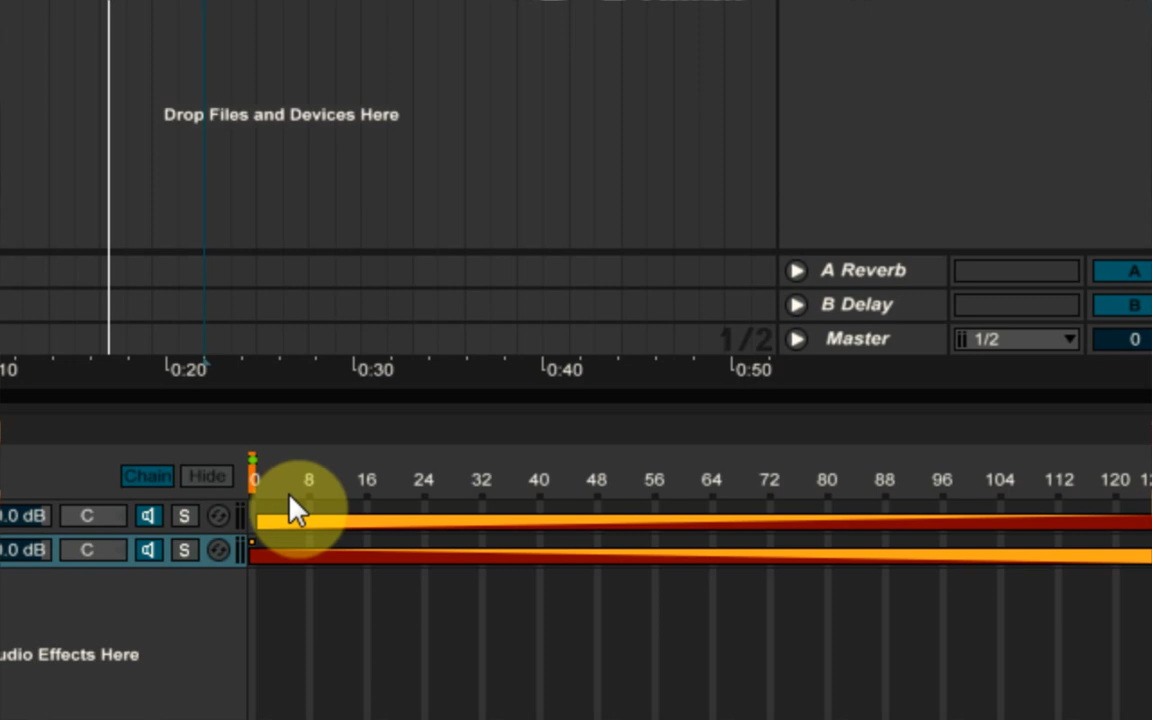 Drop Files and Devices Here
A Reverb A
B Delay B
1/2 Master 1/2 0
10 0:20 0:30 0:40 0:50
Chain Hide 0 8 16 24 32 40 48 56 64 72 80 88 96 104 112 120
0.0 dB C S
0.0 dB C S
udio Effects Here